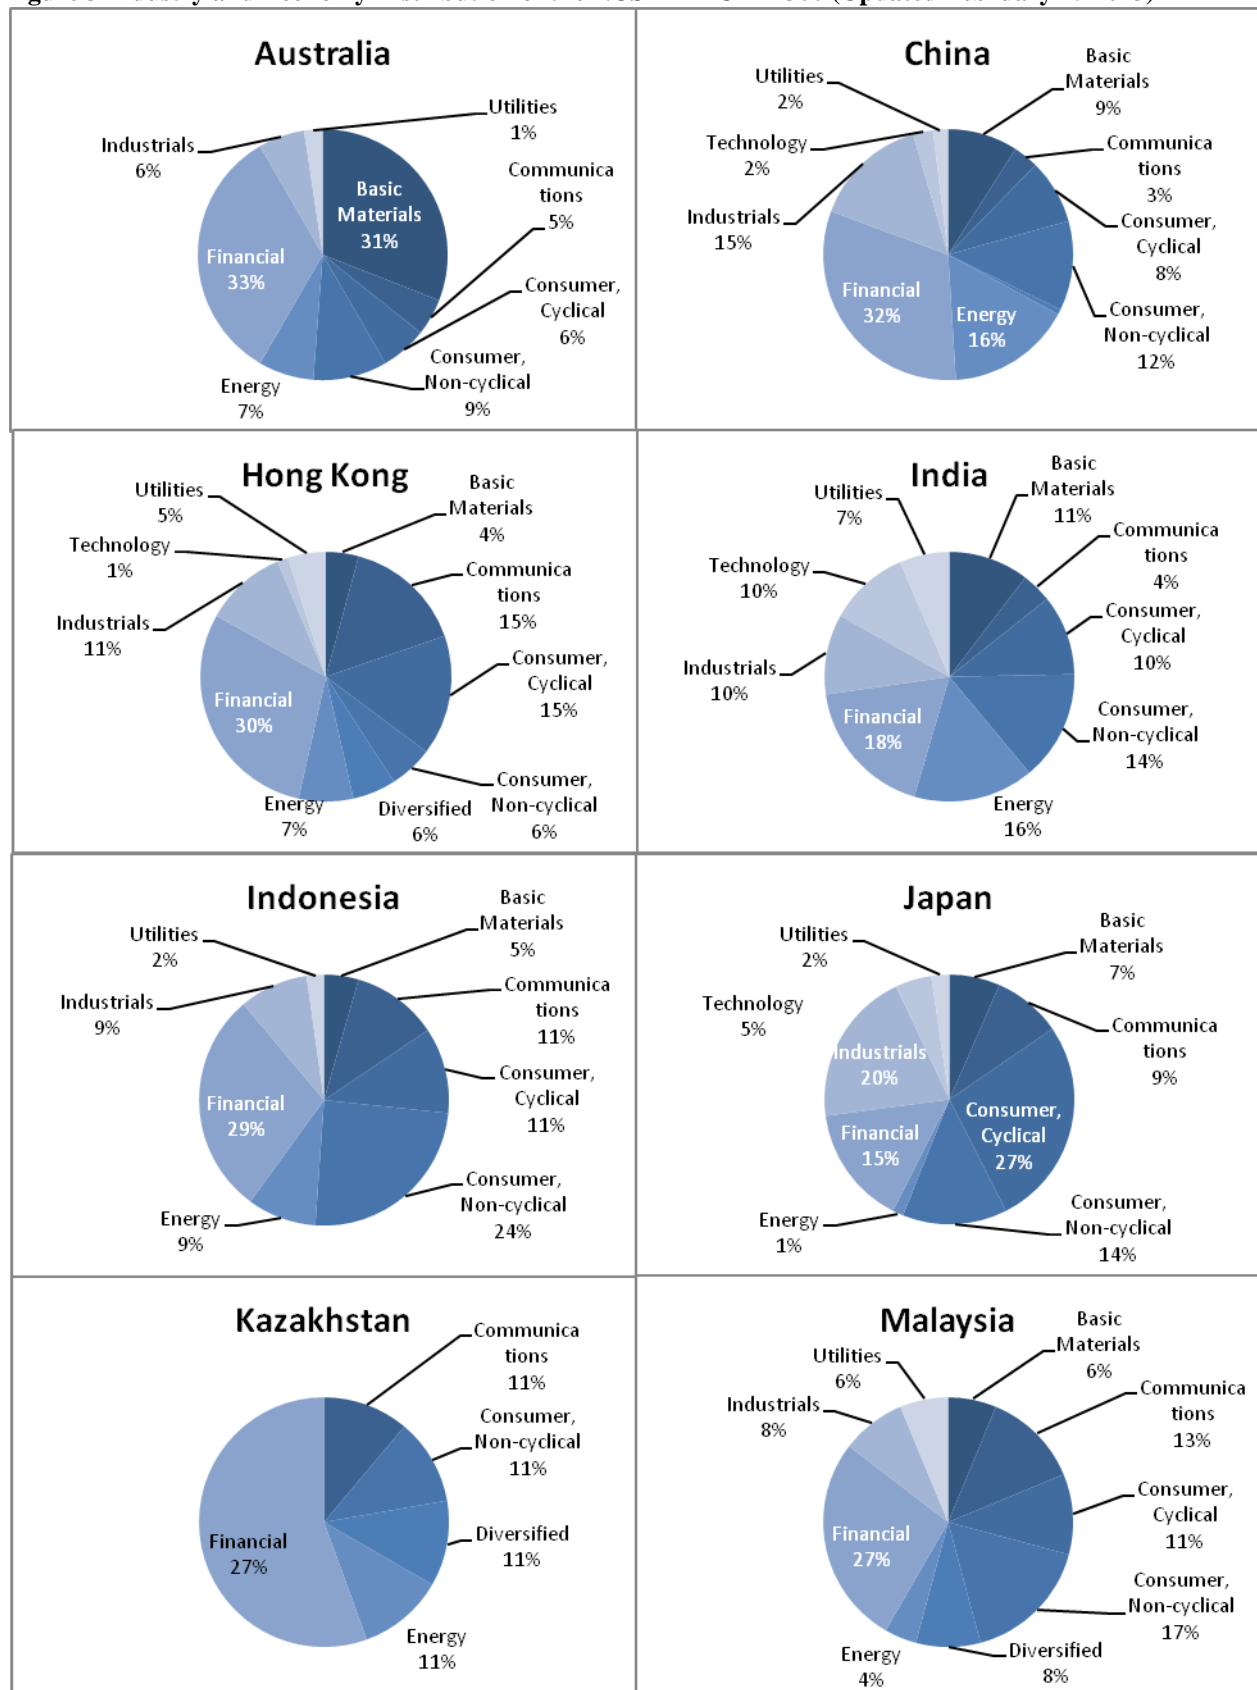 Australia
Utilities
1%
Industrials
6%
Basic
Materials
31%
Communica
tions
5%
Financial
33%
Consumer,
Cyclical
6%
Consumer,
Non-cyclical
9%
Energy
7%
China
Basic
Materials
9%
Utilities
2%
Technology
2%
Communica
tions
3%
Industrials
15%
Consumer,
Cyclical
8%
Financial
32%
Energy
16%
Consumer,
Non-cyclical
12%
Hong Kong
Basic
Materials
4%
Utilities
5%
Technology
1%
Communica
tions
15%
Industrials
11%
Consumer,
Cyclical
15%
Financial
30%
Consumer,
Non-cyclical
6%
Energy
7%
Diversified
6%
India
Basic
Materials
11%
Utilities
7%
Communica
tions
4%
Technology
10%
Consumer,
Cyclical
10%
Industrials
10%
Financial
18%
Consumer,
Non-cyclical
14%
Energy
16%
Indonesia
Basic
Materials
5%
Utilities
2%
Industrials
9%
Communica
tions
11%
Consumer,
Cyclical
11%
Financial
29%
Consumer,
Non-cyclical
24%
Energy
9%
Japan
Basic
Materials
7%
Utilities
2%
Technology
5%
Communica
tions
9%
Industrials
20%
Consumer,
Cyclical
27%
Financial
15%
Consumer,
Non-cyclical
14%
Energy
1%
Kazakhstan
Communica
tions
11%
Consumer,
Non-cyclical
11%
Diversified
11%
Financial
27%
Energy
11%
Malaysia
Basic
Materials
6%
Utilities
6%
Industrials
8%
Communica
tions
13%
Consumer,
Cyclical
11%
Financial
27%
Consumer,
Non-cyclical
17%
Energy
4%
Diversified
8%